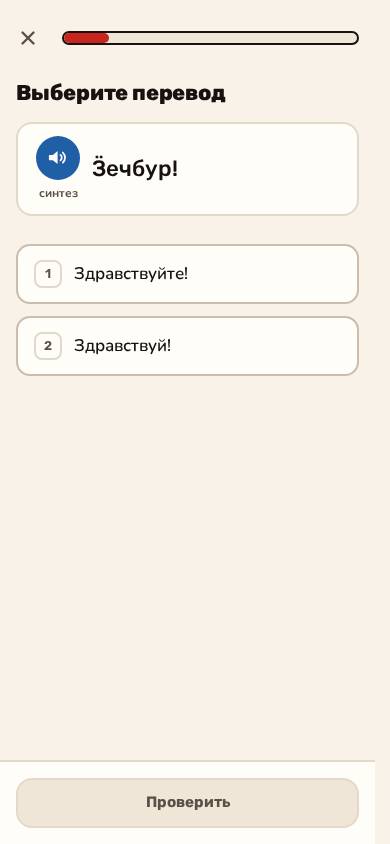 Выберите перевод
Ӟечбур!
синтез
1 Здравствуйте!
2 Здравствуй!
Проверить